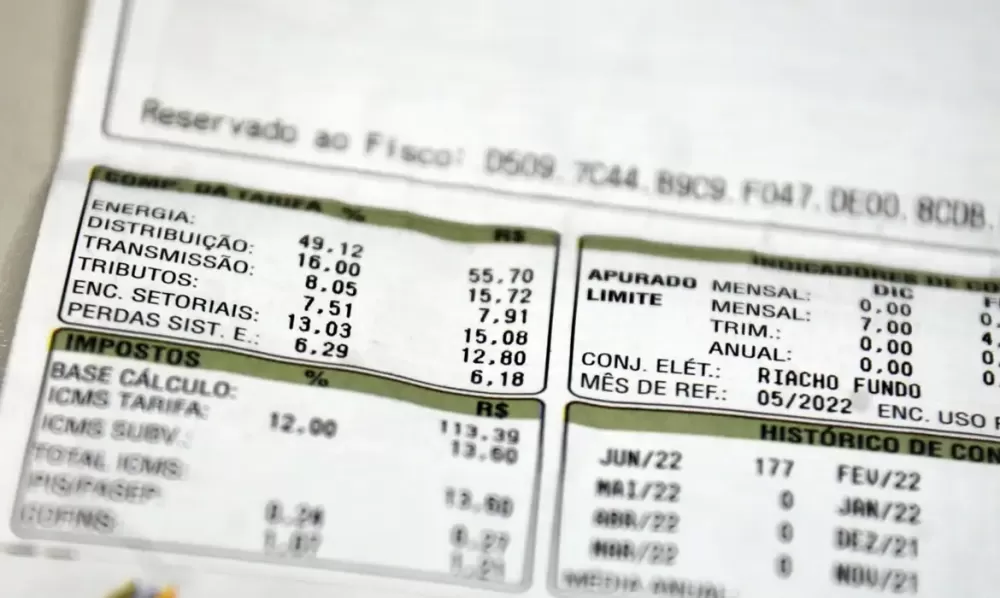 Reservado ao Fisco: D509.7C44.B9C9.F047.DE00.8CDB.
COMP. DA TARIFA % R$
ENERGIA: 49.12 55.70
DISTRIBUIÇÃO: 16.00 15.72
TRANSMISSÃO: 8.05 7.91
TRIBUTOS: 7.51 15.08
ENC. SETORIAIS: 13.03 12.80
PERDAS SIST. E.: 6.29 6.18
IMPOSTOS % R$
BASE CÁLCULO: 113.39
ICMS TARIFA: 12.00 13.60
ICMS SUBV.:
TOTAL ICMS: 13.60
PIS/PASEP:
COFINS:
INDICADORES DE
DIC
APURADO MENSAL: 0.00
LIMITE MENSAL: 7.00
TRIM.: 0.00
ANUAL: 0.00
CONJ. ELÉT.: RIACHO FUNDO
MÊS DE REF.: 05/2022 ENC. USO
HISTÓRICO DE
JUN/22 177 FEV/22
MAI/22 0 JAN/22
ABR/22 0 DEZ/21
MAR/22 0 NOV/21
MEDIA ANUAL